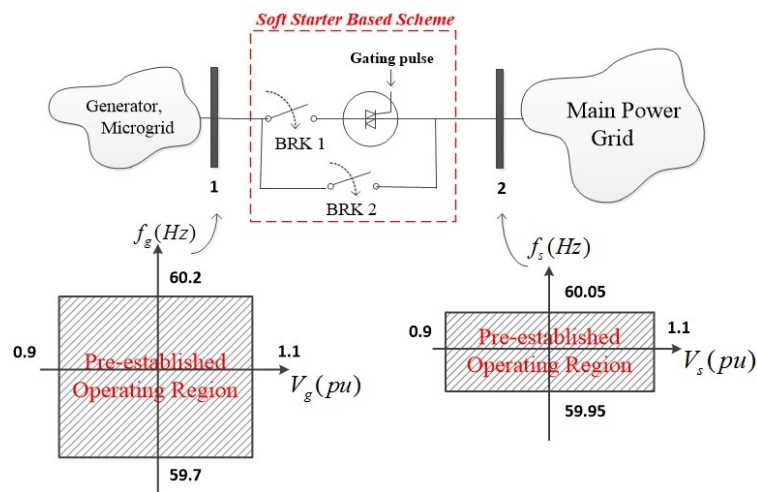 Soft Starter Based Scheme
Gating pulse
Generator,
Microgrid
BRK 1
BRK 2
Main Power
Grid
1
2
f_g (Hz)
60.2
0.9
1.1
Pre-established
Operating Region
V_g (pu)
59.7
f_s (Hz)
60.05
0.9
1.1
Pre-established
Operating Region
V_s (pu)
59.95